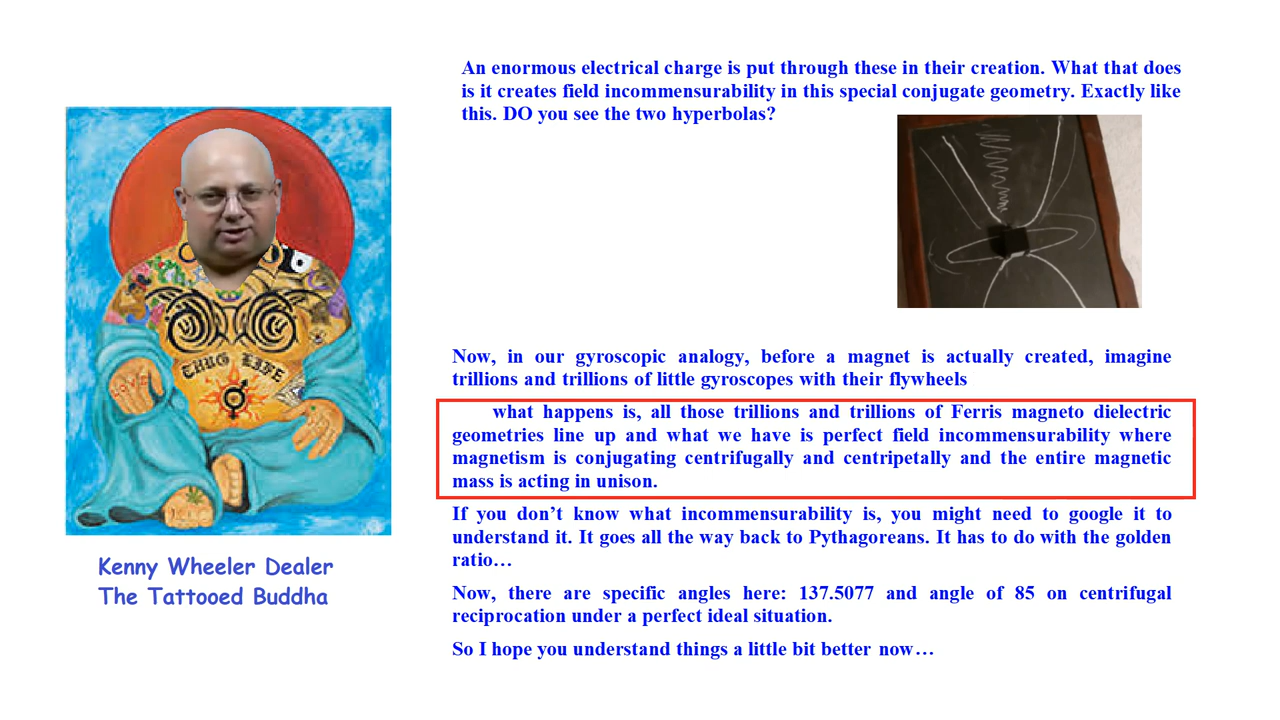 An enormous electrical charge is put through these in their creation. What that does
is it creates field incommensurability in this special conjugate geometry. Exactly like
this. DO you see the two hyperbolas?
THUG LIFE
Now, in our gyroscopic analogy, before a magnet is actually created, imagine
trillions and trillions of little gyroscopes with their flywheels
what happens is, all those trillions and trillions of Ferris magneto dielectric
geometries line up and what we have is perfect field incommensurability where
magnetism is conjugating centrifugally and centripetally and the entire magnetic
mass is acting in unison.
If you don't know what incommensurability is, you might need to google it to
understand it. It goes all the way back to Pythagoreans. It has to do with the golden
ratio…
Now, there are specific angles here: 137.5077 and angle of 85 on centrifugal
reciprocation under a perfect ideal situation.
So I hope you understand things a little bit better now…
Kenny Wheeler Dealer
The Tattooed Buddha